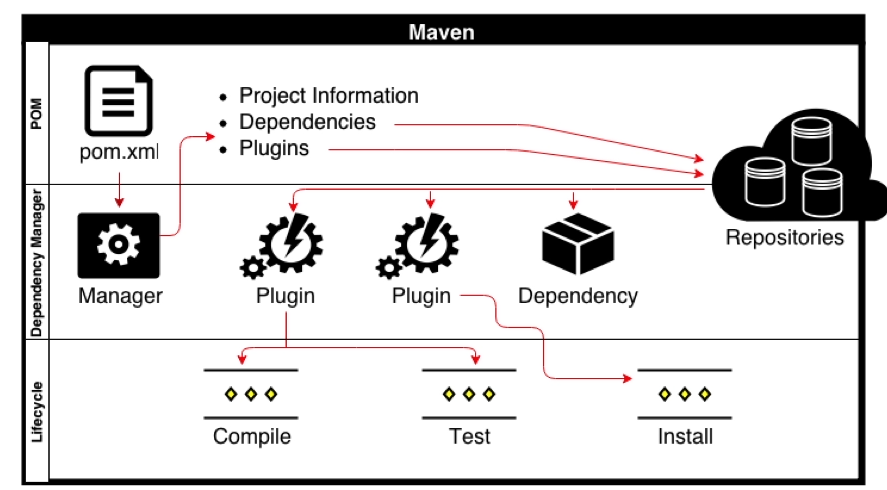 Maven
POM
pom.xml
• Project Information
• Dependencies
• Plugins
Repositories
Dependency Manager
Manager
Plugin
Plugin
Dependency
Lifecycle
Compile
Test
Install